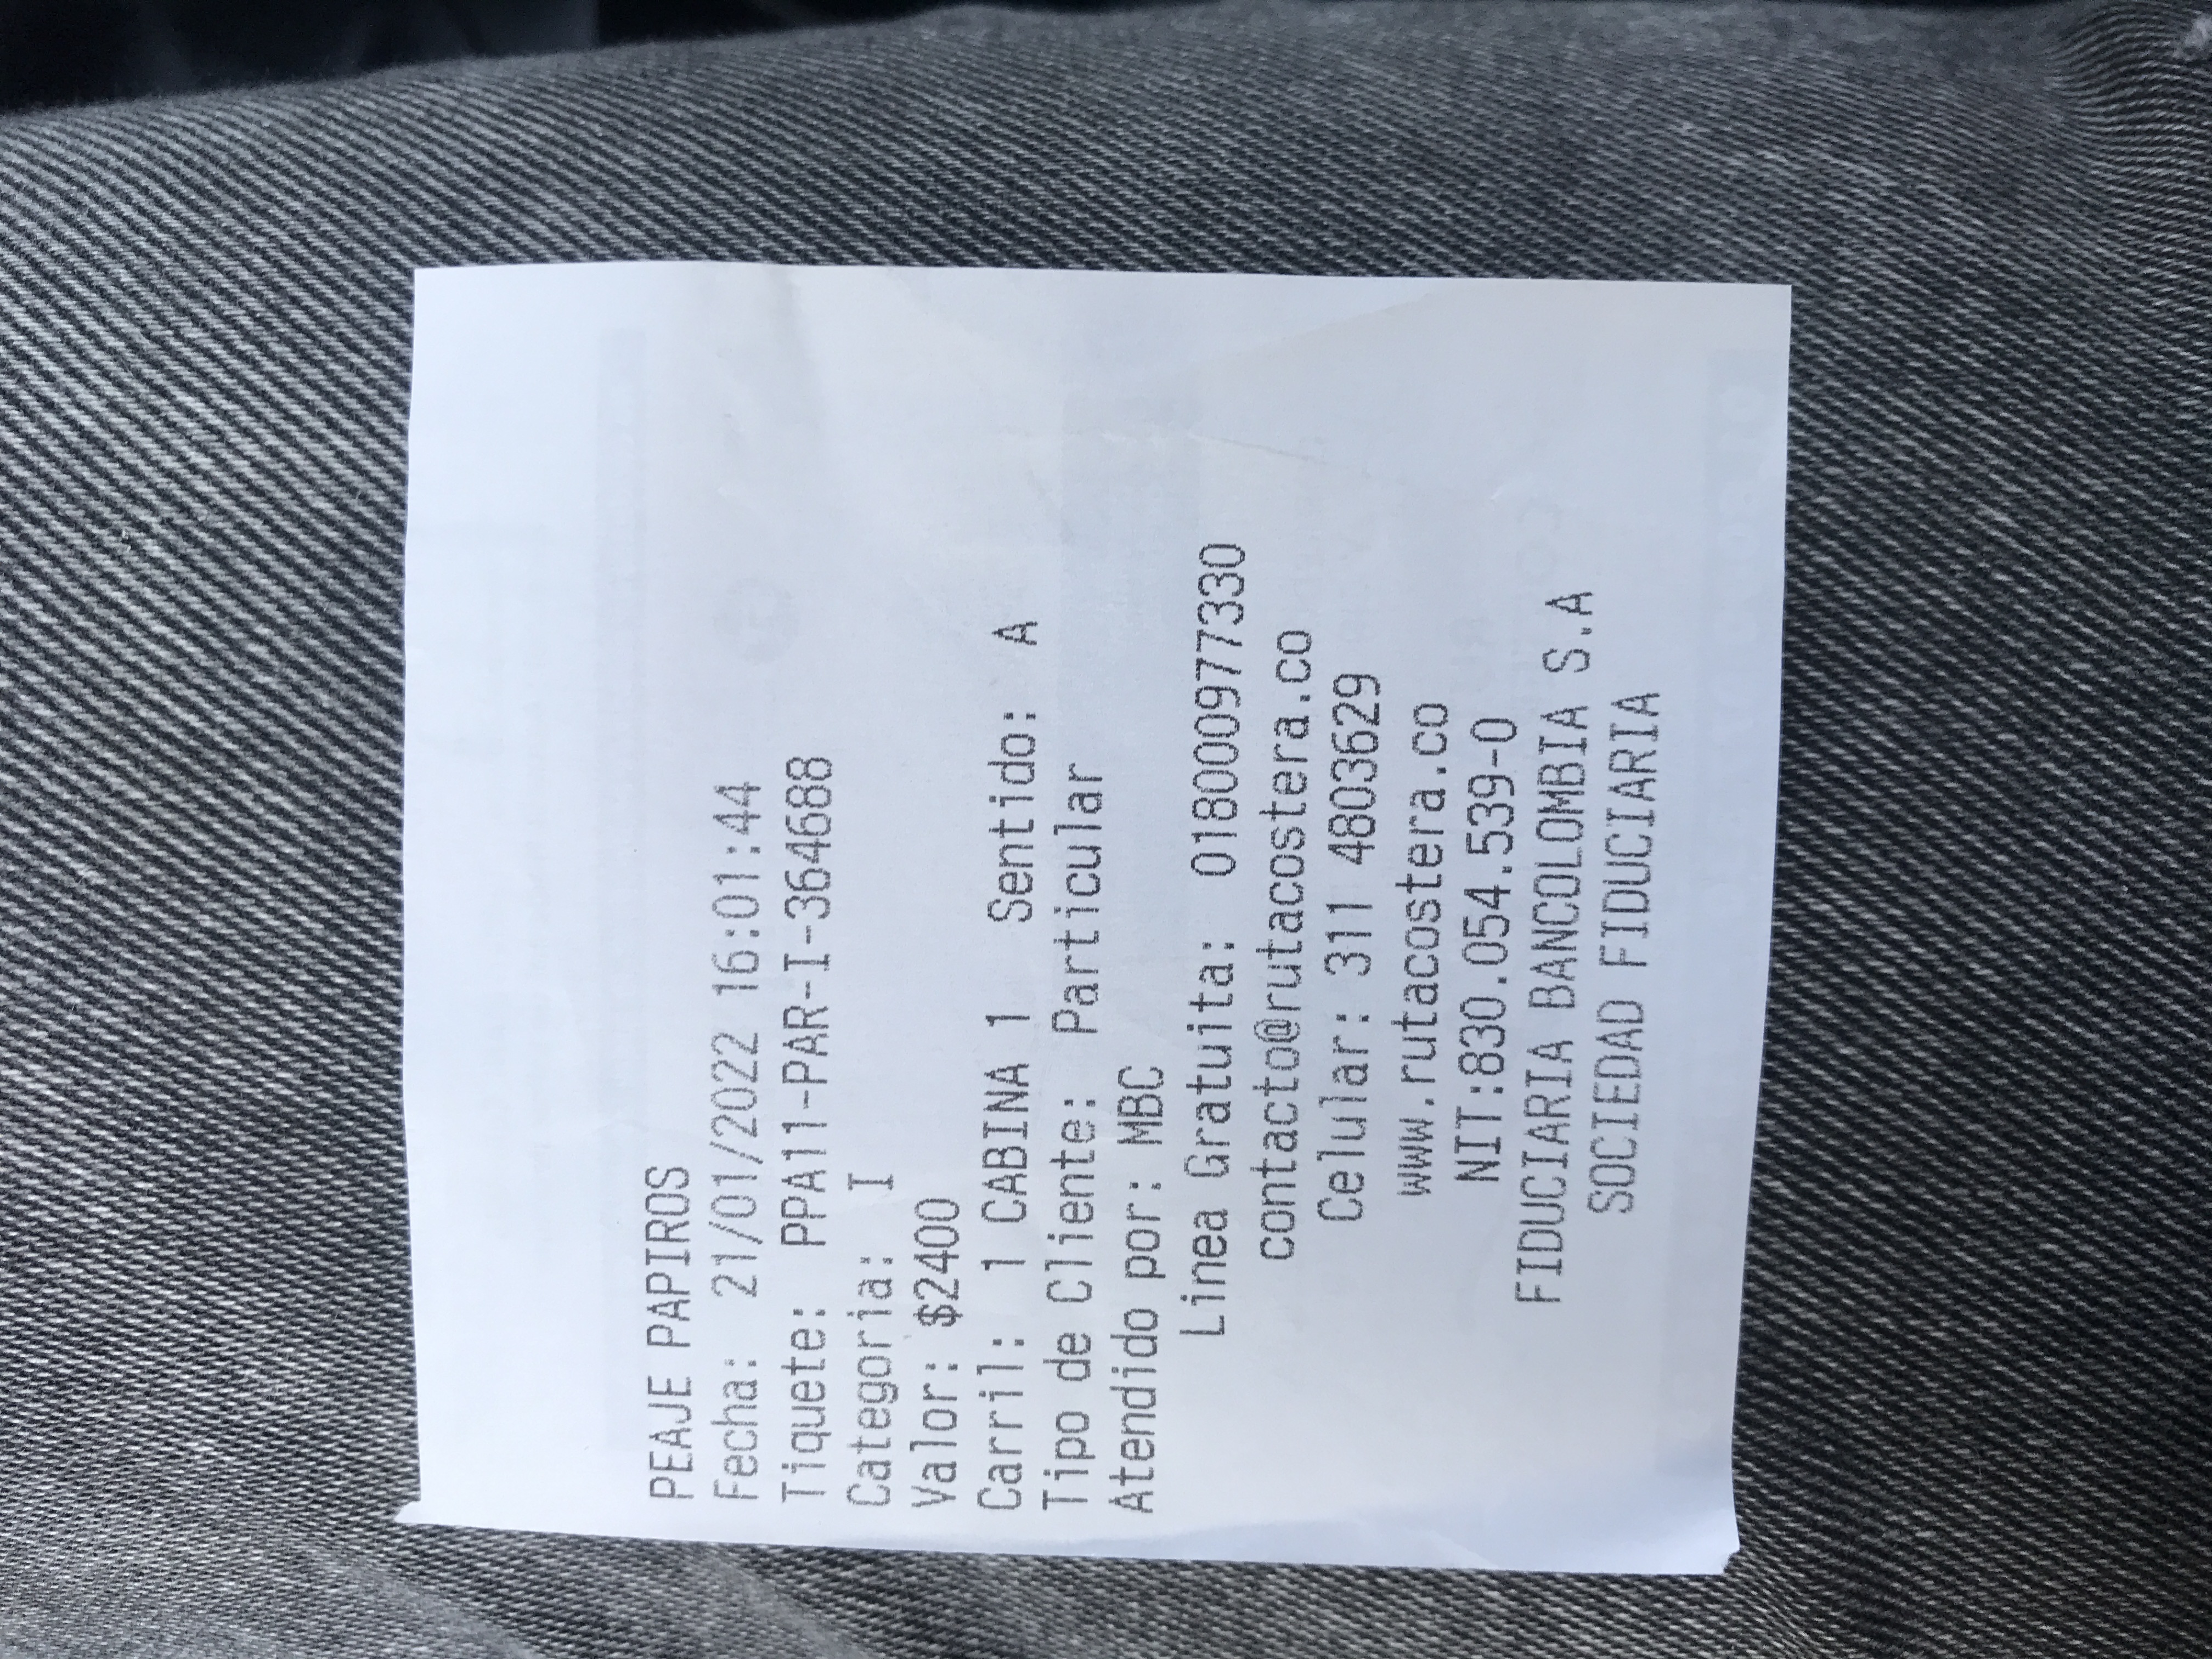 PEAJE PAPIROS
Fecha: 21/01/2022 16:01:44
Tiquete: PPA11-PAR-I-364688
Categoria: I
Valor: $2400
Carril: 1 CABINA 1 Sentido: A
Tipo de Cliente: Particular
Atendido por: MBC
Linea Gratuita: 018000977330
contacto@rutacostera.co
Celular: 311 4803629
www.rutacostera.co
NIT:830.054.539-0
FIDUCIARIA BANCOLOMBIA S.A
SOCIEDAD FIDUCIARIA